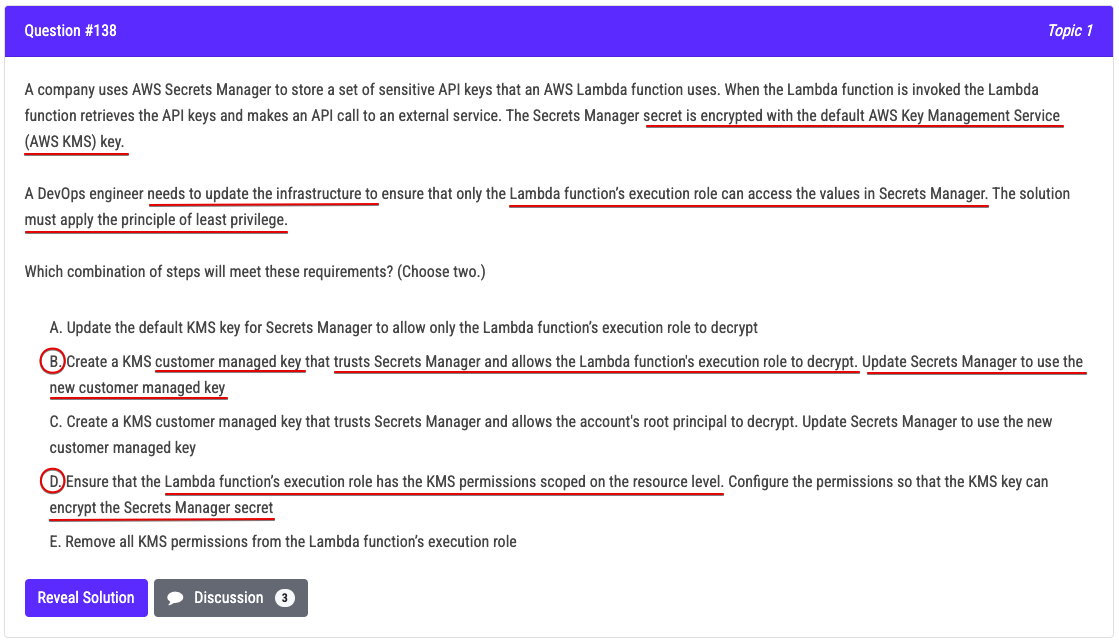 Question #138
Topic 1
A company uses AWS Secrets Manager to store a set of sensitive API keys that an AWS Lambda function uses. When the Lambda function is invoked the Lambda
function retrieves the API keys and makes an API call to an external service. The Secrets Manager secret is encrypted with the default AWS Key Management Service
(AWS KMS) key.
A DevOps engineer needs to update the infrastructure to ensure that only the Lambda function’s execution role can access the values in Secrets Manager. The solution
must apply the principle of least privilege.
Which combination of steps will meet these requirements? (Choose two.)
A. Update the default KMS key for Secrets Manager to allow only the Lambda function’s execution role to decrypt
B. Create a KMS customer managed key that trusts Secrets Manager and allows the Lambda function's execution role to decrypt. Update Secrets Manager to use the
new customer managed key
C. Create a KMS customer managed key that trusts Secrets Manager and allows the account's root principal to decrypt. Update Secrets Manager to use the new
customer managed key
D. Ensure that the Lambda function’s execution role has the KMS permissions scoped on the resource level. Configure the permissions so that the KMS key can
encrypt the Secrets Manager secret
E. Remove all KMS permissions from the Lambda function’s execution role
Reveal Solution
Discussion 3